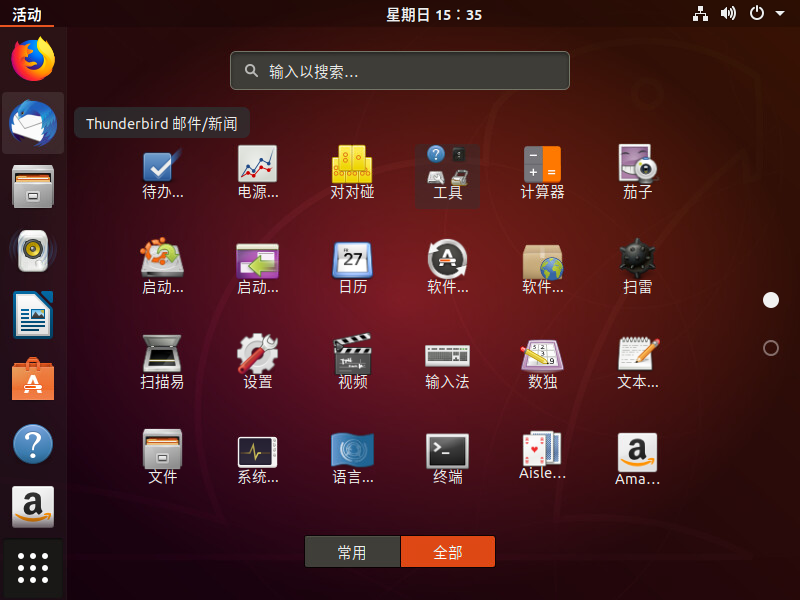 活动
星期日 15：35
输入以搜索...
Thunderbird 邮件/新闻
待办...
电源...
对对碰
工具
计算器
茄子
启动...
启动...
27
日历
软件...
软件...
扫雷
扫描易
设置
视频
输入法
数独
文本...
文件
系统...
语言...
终端
Aisle...
Ama...
常用
全部